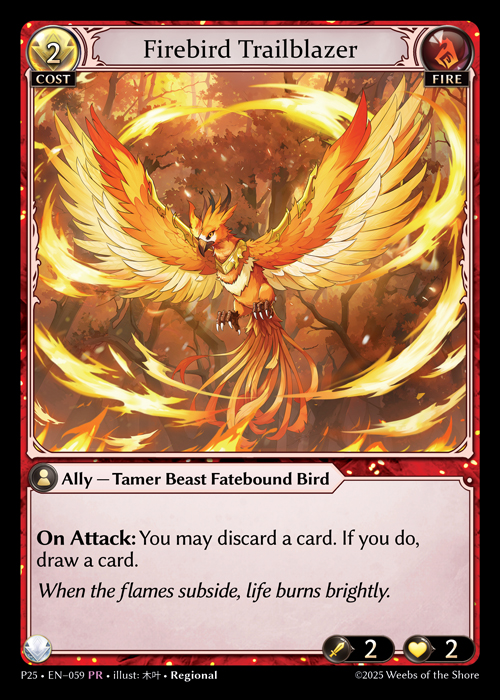 2
Firebird Trailblazer
COST
FIRE
Ally — Tamer Beast Fatebound Bird
On Attack: You may discard a card. If you do,
draw a card.
When the flames subside, life burns brightly.
2
2
P25 • EN–059 PR • illust: 木叶 • Regional
©2025 Weebs of the Shore